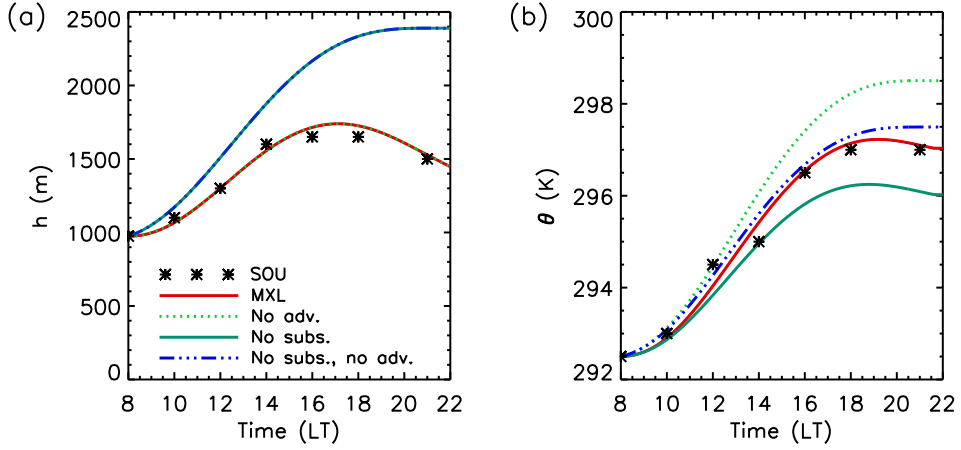 (a)
h (m)
2500
2000
1500
1000
500
0
SOU
MXL
No adv.
No subs.
No subs., no adv.
8 10 12 14 16 18 20 22
Time (LT)
(b)
θ (K)
300
298
296
294
292
8 10 12 14 16 18 20 22
Time (LT)